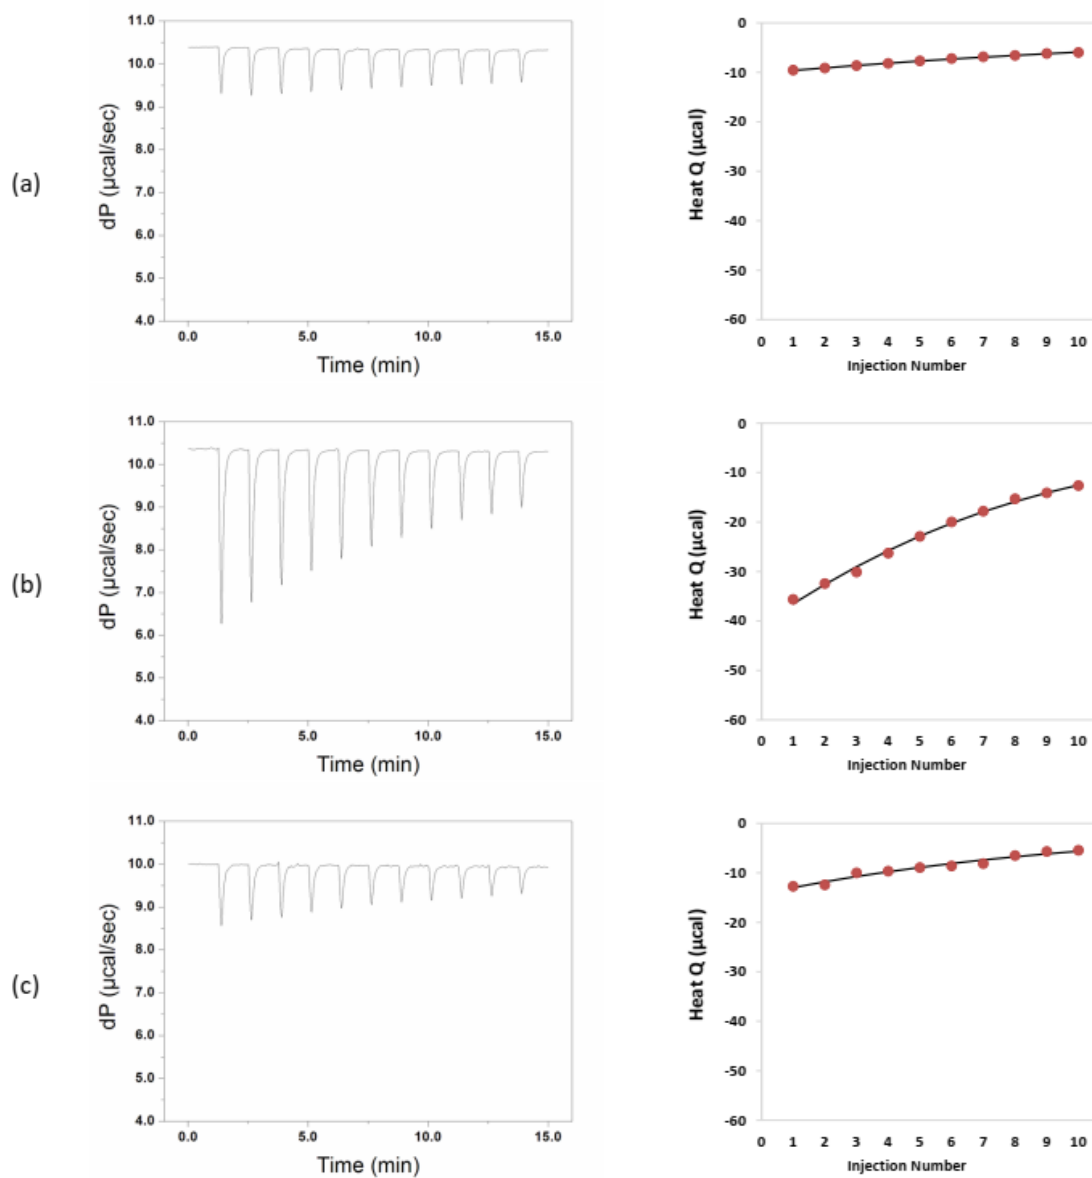 (a)
dP (µcal/sec)
11.0
10.0
9.0
8.0
7.0
6.0
5.0
4.0
0.0 5.0 10.0 15.0
Time (min)
Heat Q (µcal)
0
-10
-20
-30
-40
-50
-60
0 1 2 3 4 5 6 7 8 9 10
Injection Number
(b)
dP (µcal/sec)
11.0
10.0
9.0
8.0
7.0
6.0
5.0
4.0
0.0 5.0 10.0 15.0
Time (min)
Heat Q (µcal)
0
-10
-20
-30
-40
-50
-60
0 1 2 3 4 5 6 7 8 9 10
Injection Number
(c)
dP (µcal/sec)
11.0
10.0
9.0
8.0
7.0
6.0
5.0
4.0
0.0 5.0 10.0 15.0
Time (min)
Heat Q (µcal)
0
-10
-20
-30
-40
-50
-60
0 1 2 3 4 5 6 7 8 9 10
Injection Number